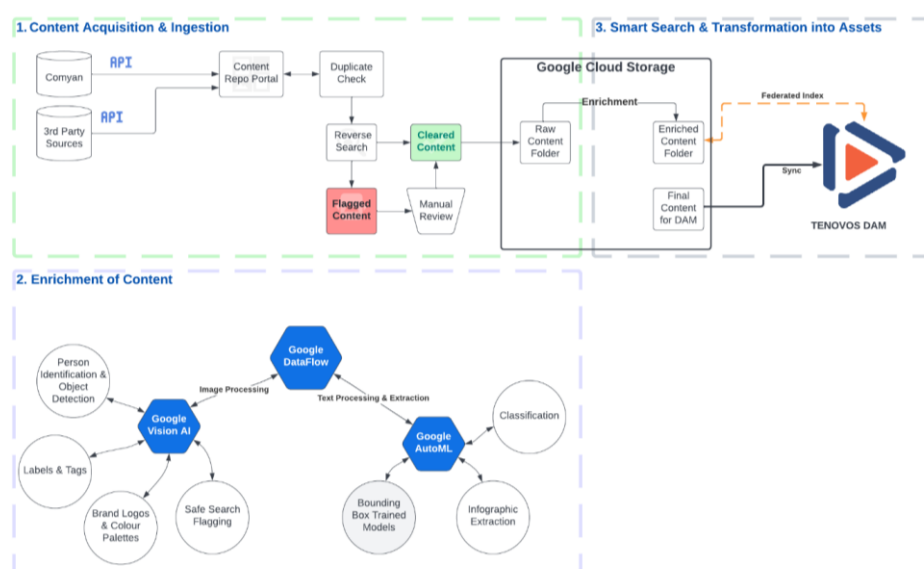 1. Content Acquisition & Ingestion
3. Smart Search & Transformation into Assets
Comyan
API
3rd Party
Sources
API
Content
Repo Portal
Duplicate
Check
Reverse
Search
Cleared
Content
Flagged
Content
Manual
Review
Google Cloud Storage
Enrichment
Raw
Content
Folder
Enriched
Content
Folder
Final
Content
for DAM
Federated Index
Sync
TENOVOS DAM
2. Enrichment of Content
Google
DataFlow
Image Processing
Text Processing & Extraction
Person
Identification &
Object
Detection
Google
Vision AI
Labels & Tags
Brand Logos
& Colour
Palettes
Safe Search
Flagging
Google
AutoML
Classification
Bounding
Box Trained
Models
Infographic
Extraction